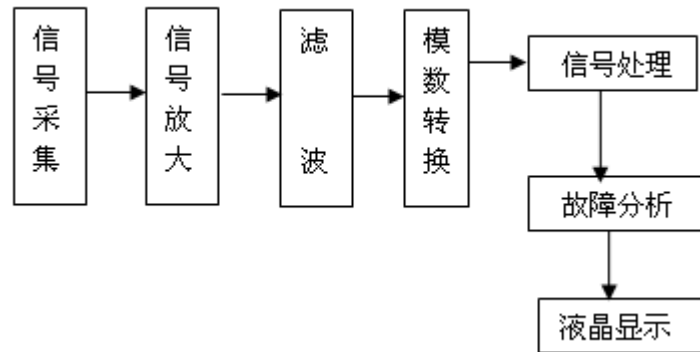 信号采集
信号放大
滤波
模数转换
信号处理
故障分析
液晶显示